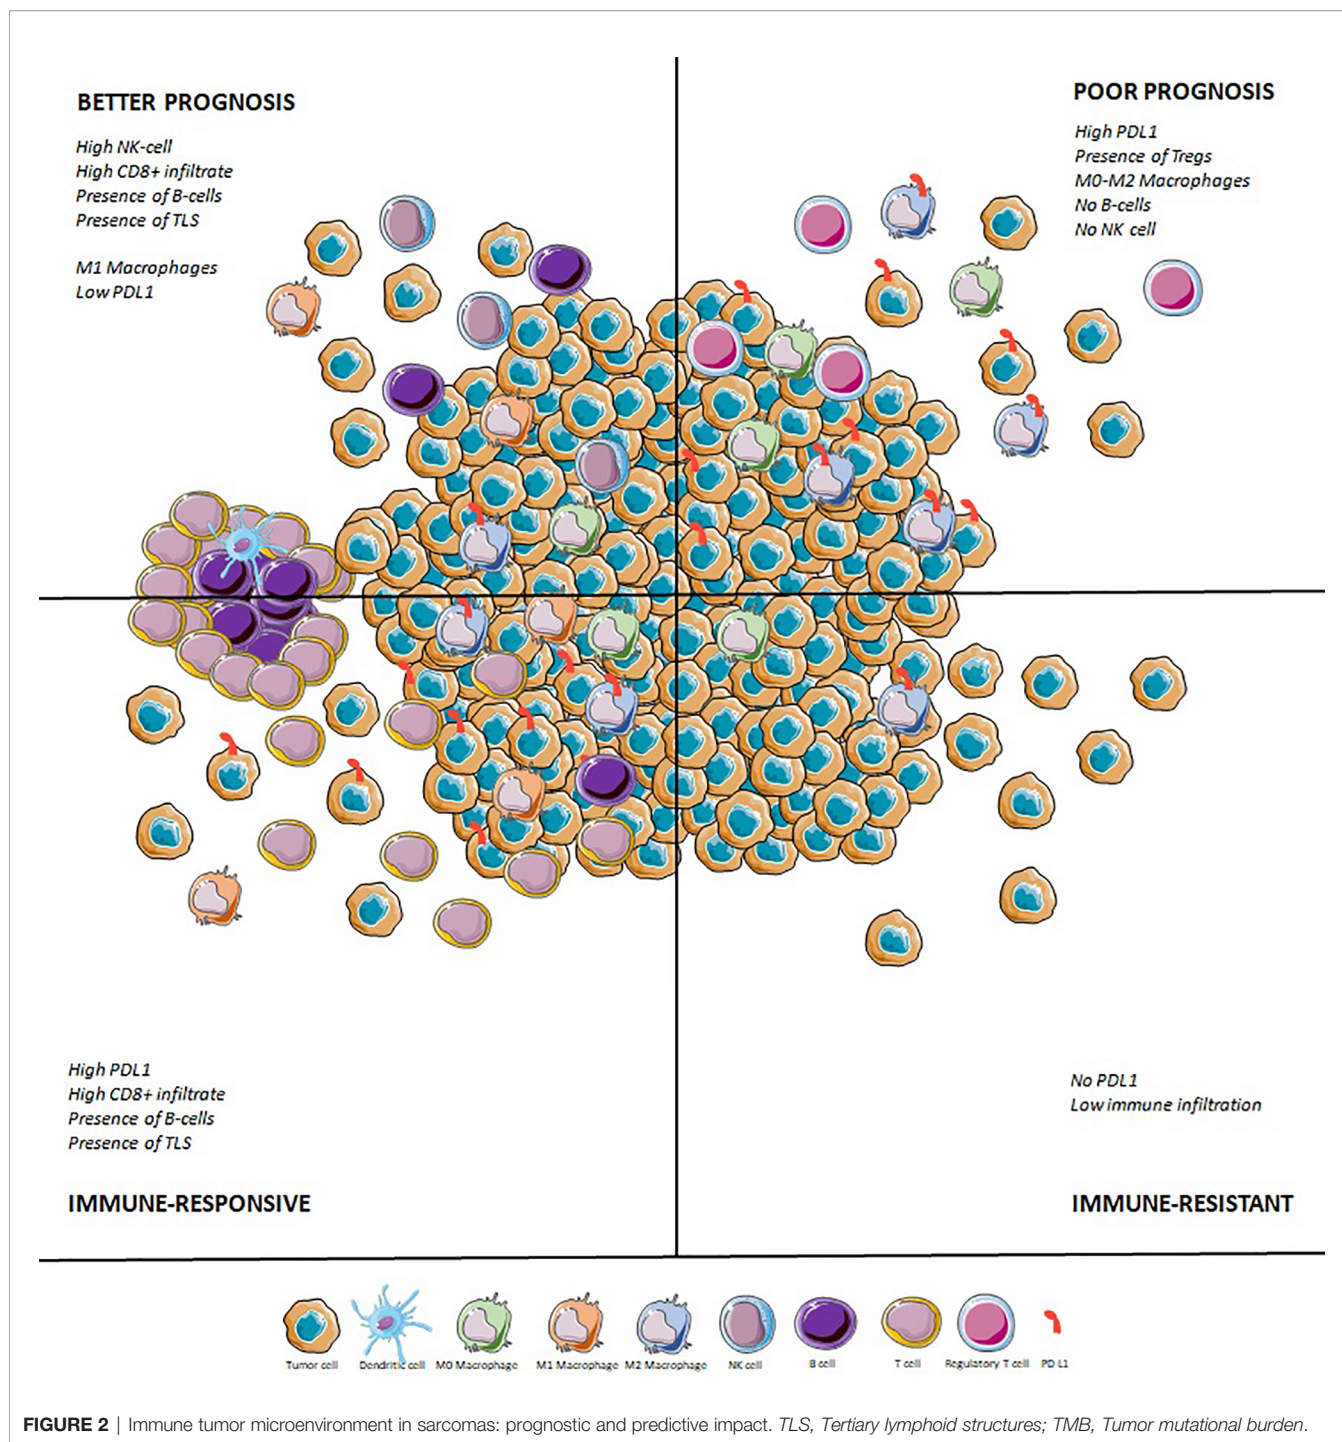 BETTER PROGNOSIS
High NK-cell
High CD8+ infiltrate
Presence of B-cells
Presence of TLS
M1 Macrophages
Low PDL1
POOR PROGNOSIS
High PDL1
Presence of Tregs
M0-M2 Macrophages
No B-cells
No NK cell
High PDL1
High CD8+ infiltrate
Presence of B-cells
Presence of TLS
IMMUNE-RESPONSIVE
No PDL1
Low immune infiltration
IMMUNE-RESISTANT
Tumor cell Dendritic cell M0 Macrophage M1 Macrophage M2 Macrophage NK cell B cell T cell Regulatory T cell PD L1
FIGURE 2 | Immune tumor microenvironment in sarcomas: prognostic and predictive impact. TLS, Tertiary lymphoid structures; TMB, Tumor mutational burden.